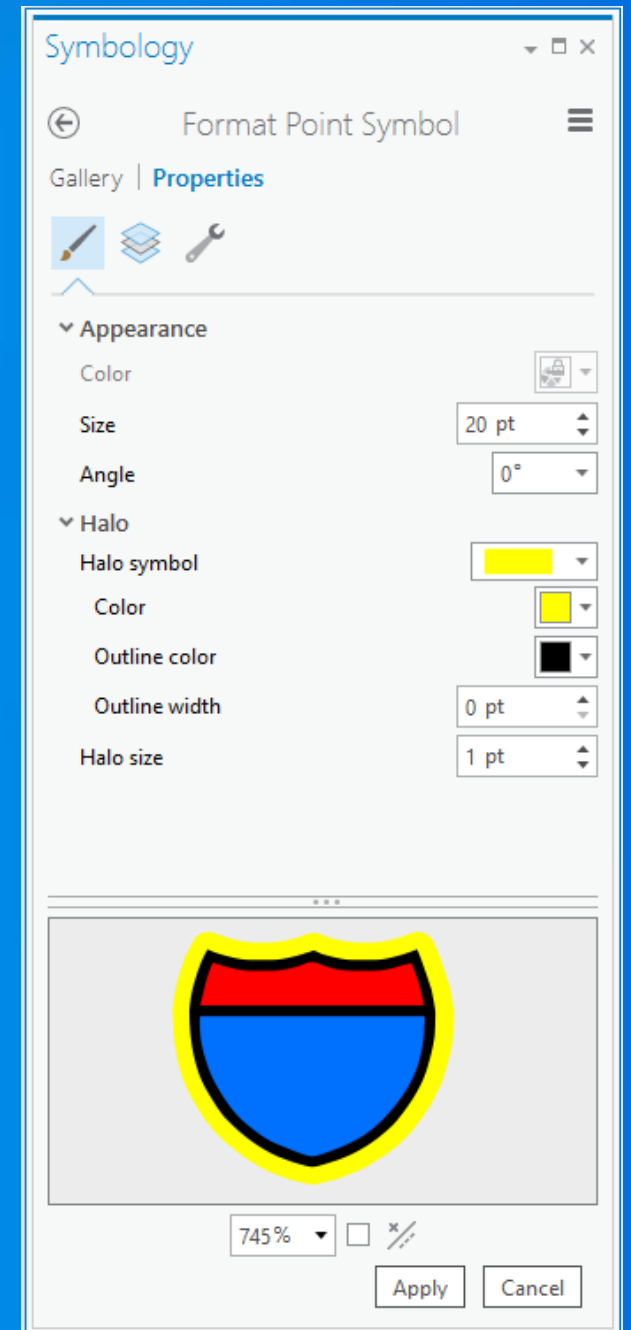 Symbology
Format Point Symbol
Gallery | Properties
Appearance
Color
Size 20 pt
Angle 0°
Halo
Halo symbol
Color
Outline color
Outline width 0 pt
Halo size 1 pt
745%
Apply Cancel